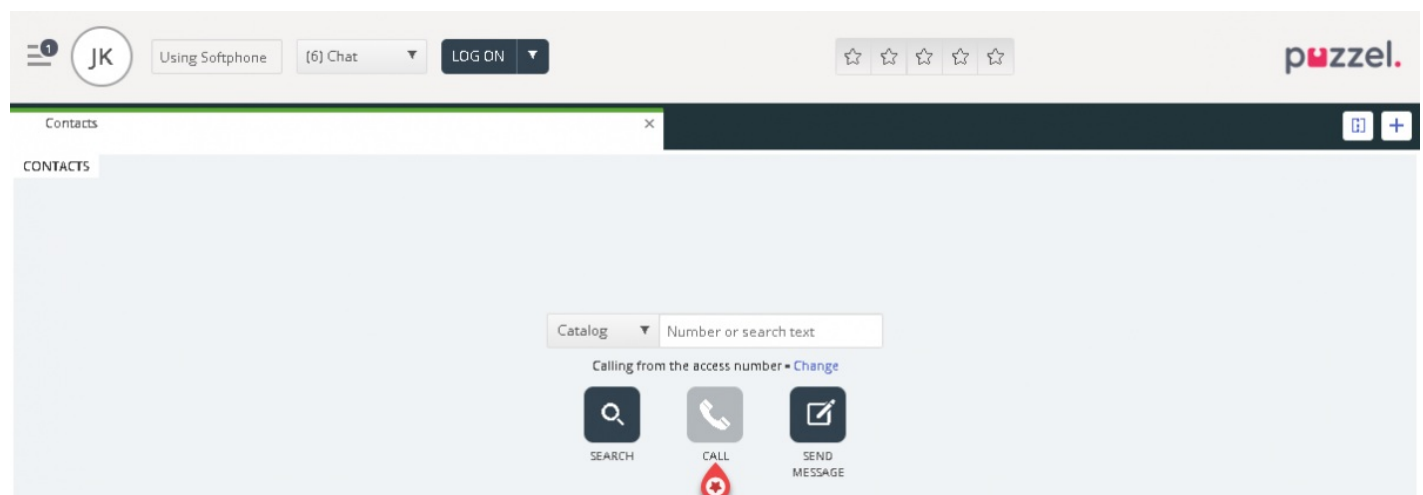 1
JK
Using Softphone
(6) Chat
LOG ON
puzzel.
Contacts
CONTACTS
Catalog
Number or search text
Calling from the access number • Change
SEARCH
CALL
SEND
MESSAGE